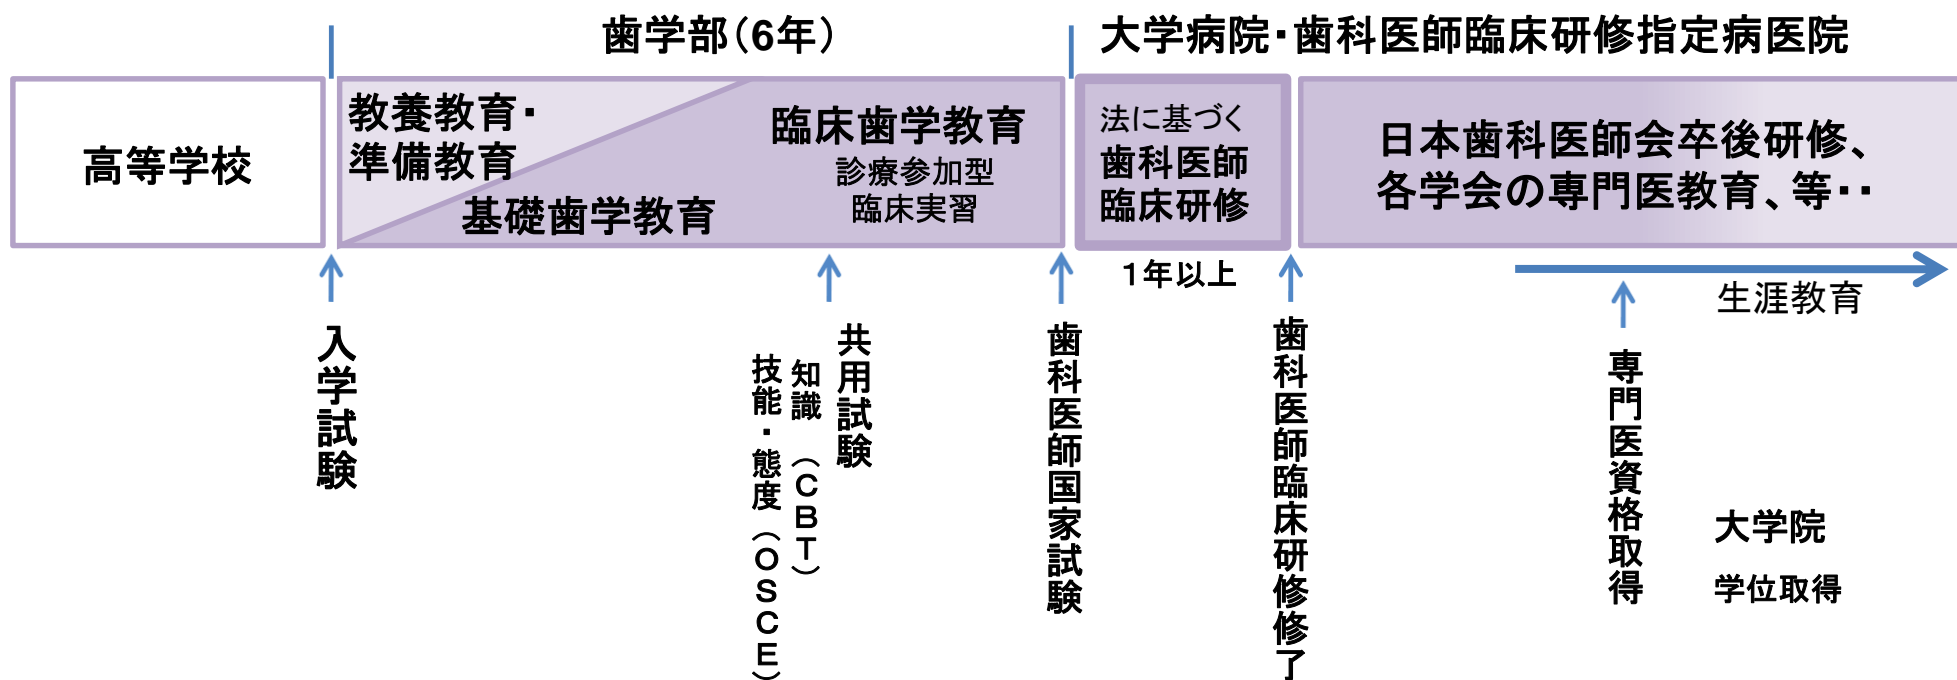 歯学部（6年）
大学病院・歯科医師臨床研修指定病医院
高等学校
教養教育・
準備教育
基礎歯学教育
臨床歯学教育
診療参加型
臨床実習
法に基づく
歯科医師
臨床研修
日本歯科医師会卒後研修、
各学会の専門医教育、等・・
1年以上
生涯教育
入学試験
共用試験
知識　（CBT）
技能・態度（OSCE）
歯科医師国家試験
歯科医師臨床研修修了
専門医資格取得
大学院
学位取得